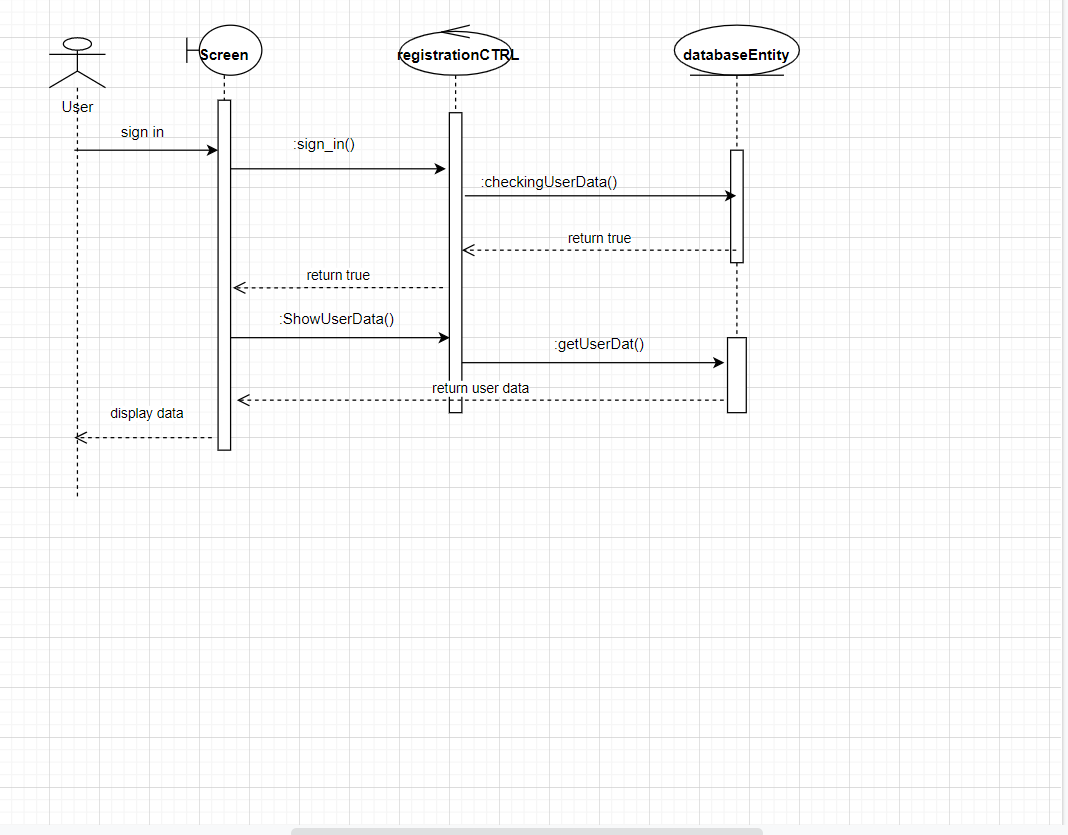 Screen
registrationCTRL
databaseEntity
User
sign in
:sign_in()
:checkingUserData()
return true
return true
:ShowUserData()
:getUserDat()
return user data
display data